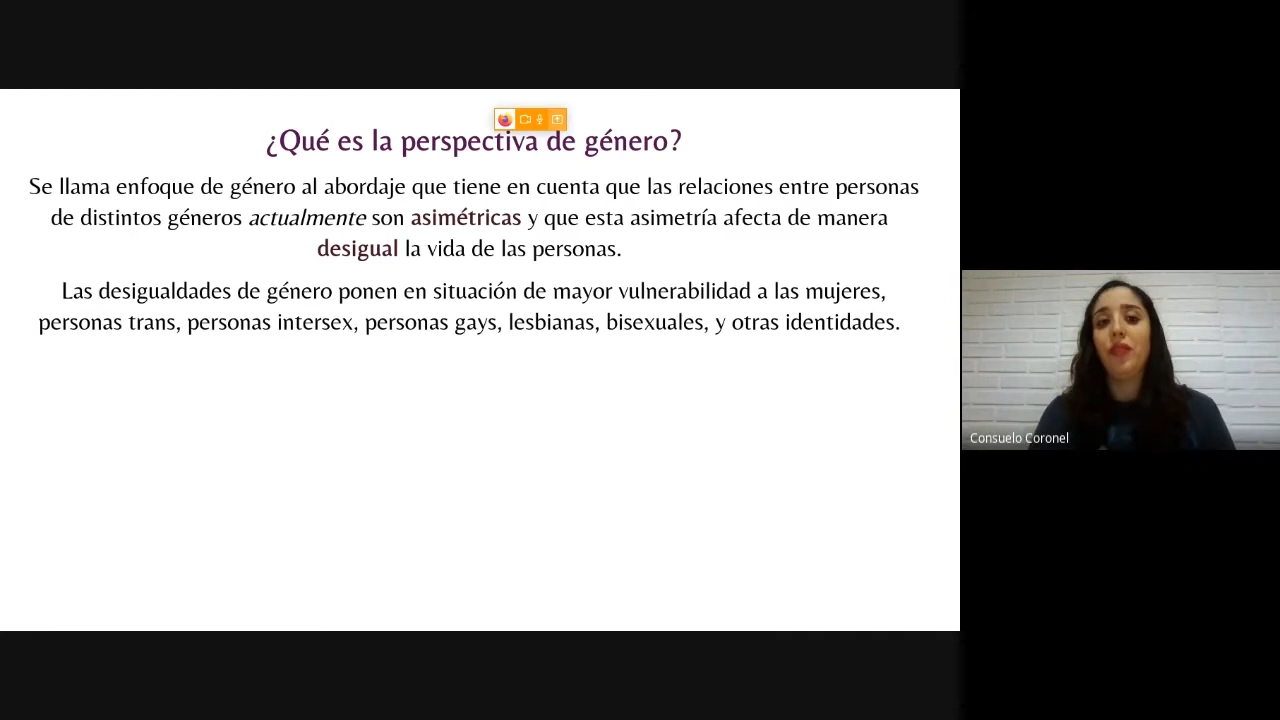 ¿Qué es la perspectiva de género?
Se llama enfoque de género al abordaje que tiene en cuenta que las relaciones entre personas
de distintos géneros actualmente son asimétricas y que esta asimetría afecta de manera
desigual la vida de las personas.
Las desigualdades de género ponen en situación de mayor vulnerabilidad a las mujeres,
personas trans, personas intersex, personas gays, lesbianas, bisexuales, y otras identidades.
Consuelo Coronel